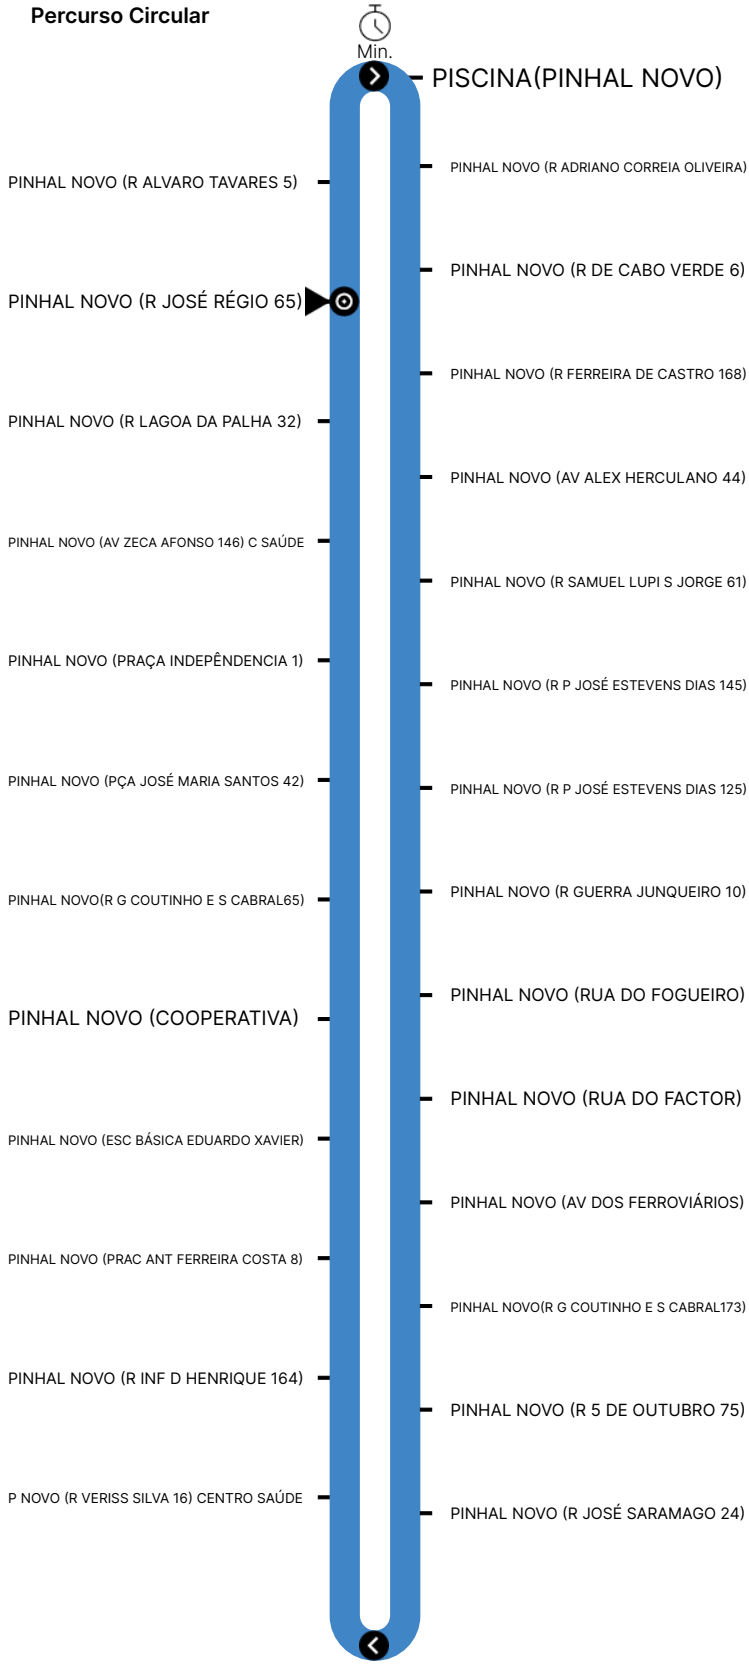 Percurso Circular
Min.
PISCINA(PINHAL NOVO)
PINHAL NOVO (R ADRIANO CORREIA OLIVEIRA)
PINHAL NOVO (R DE CABO VERDE 6)
PINHAL NOVO (R FERREIRA DE CASTRO 168)
PINHAL NOVO (AV ALEX HERCULANO 44)
PINHAL NOVO (R SAMUEL LUPI S JORGE 61)
PINHAL NOVO (R P JOSÉ ESTEVENS DIAS 145)
PINHAL NOVO (R P JOSÉ ESTEVENS DIAS 125)
PINHAL NOVO (R GUERRA JUNQUEIRO 10)
PINHAL NOVO (RUA DO FOGUEIRO)
PINHAL NOVO (RUA DO FACTOR)
PINHAL NOVO (AV DOS FERROVIÁRIOS)
PINHAL NOVO(R G COUTINHO E S CABRAL173)
PINHAL NOVO (R 5 DE OUTUBRO 75)
PINHAL NOVO (R JOSÉ SARAMAGO 24)
PINHAL NOVO (R ALVARO TAVARES 5)
PINHAL NOVO (R JOSÉ RÉGIO 65)
PINHAL NOVO (R LAGOA DA PALHA 32)
PINHAL NOVO (AV ZECA AFONSO 146) C SAÚDE
PINHAL NOVO (PRAÇA INDEPÊNDENCIA 1)
PINHAL NOVO (PÇA JOSÉ MARIA SANTOS 42)
PINHAL NOVO(R G COUTINHO E S CABRAL65)
PINHAL NOVO (COOPERATIVA)
PINHAL NOVO (ESC BÁSICA EDUARDO XAVIER)
PINHAL NOVO (PRAC ANT FERREIRA COSTA 8)
PINHAL NOVO (R INF D HENRIQUE 164)
P NOVO (R VERISS SILVA 16) CENTRO SAÚDE